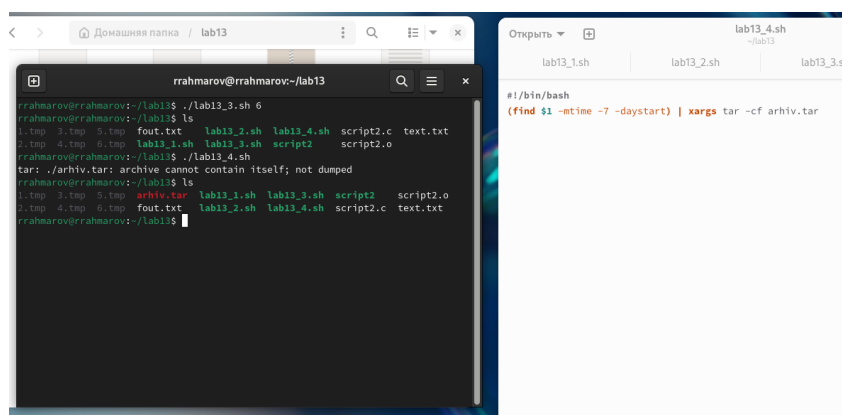 Домашняя папка / lab13
rrahmarov@rrahmarov:~/lab13
rrahmarov@rrahmarov:~/lab13$ ./lab13_3.sh 6
rrahmarov@rrahmarov:~/lab13$ ls
1.tmp 3.tmp 5.tmp fout.txt lab13_2.sh lab13_4.sh script2.c text.txt
2.tmp 4.tmp 6.tmp lab13_1.sh lab13_3.sh script2 script2.o
rrahmarov@rrahmarov:~/lab13$ ./lab13_4.sh
tar: ./arhiv.tar: archive cannot contain itself; not dumped
rrahmarov@rrahmarov:~/lab13$ ls
1.tmp 3.tmp 5.tmp arhiv.tar lab13_1.sh lab13_3.sh script2 script2.o
2.tmp 4.tmp 6.tmp fout.txt lab13_2.sh lab13_4.sh script2.c text.txt
rrahmarov@rrahmarov:~/lab13$
Открыть
lab13_4.sh
~/lab13
lab13_1.sh lab13_2.sh lab13_3.s
#!/bin/bash
(find $1 -mtime -7 -daystart) | xargs tar -cf arhiv.tar